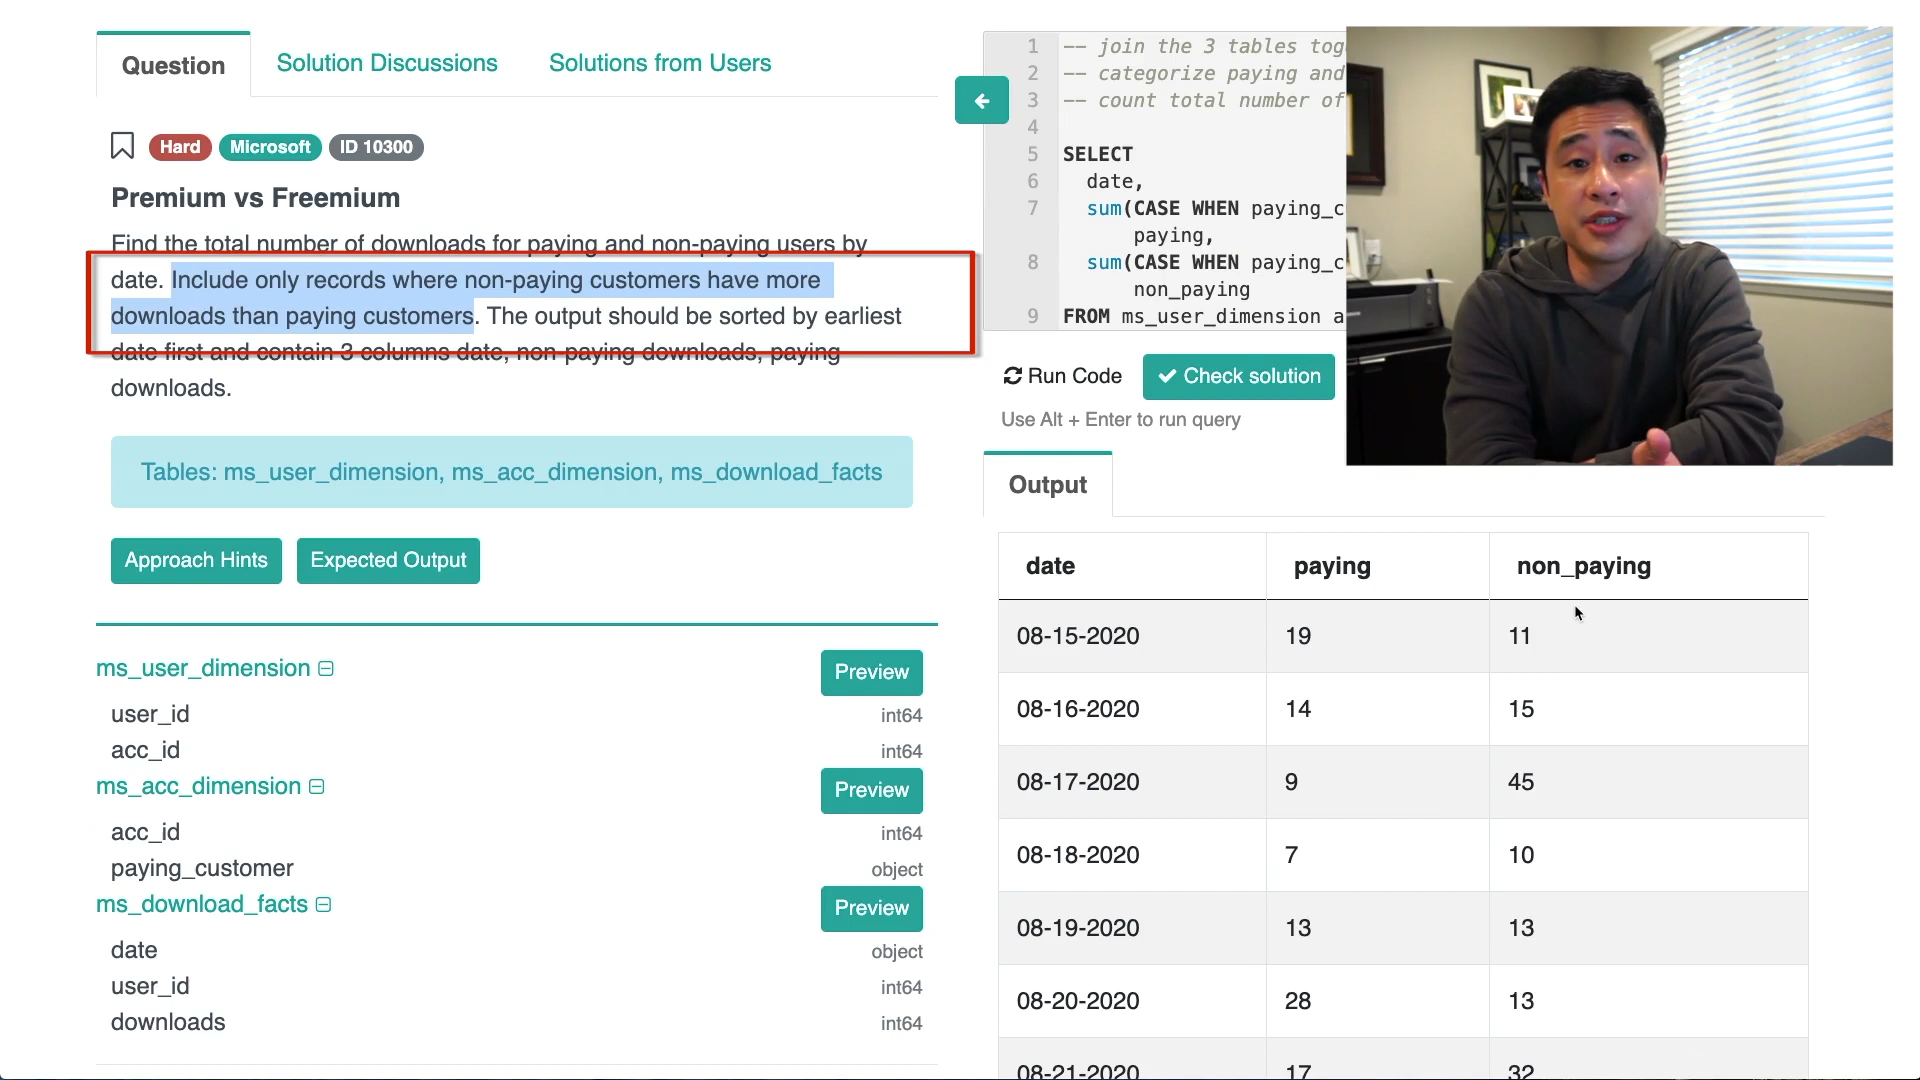 Question
Solution Discussions
Solutions from Users
Hard
Microsoft
ID 10300
Premium vs Freemium
Find the total number of downloads for paying and non-paying users by
date. Include only records where non-paying customers have more
downloads than paying customers. The output should be sorted by earliest
date first and contain 3 columns date, non-paying downloads, paying
downloads.
Tables: ms_user_dimension, ms_acc_dimension, ms_download_facts
Approach Hints
Expected Output
ms_user_dimension
Preview
user_id int64
acc_id int64
ms_acc_dimension
Preview
acc_id int64
paying_customer object
ms_download_facts
Preview
date object
user_id int64
downloads int64
1 -- join the 3 tables tog
2 -- categorize paying and
3 -- count total number of
4
5 SELECT
6 date,
7 sum(CASE WHEN paying_c
paying,
8 sum(CASE WHEN paying_c
non_paying
9 FROM ms_user_dimension a
Run Code
Check solution
Use Alt + Enter to run query
Output
date paying non_paying
08-15-2020 19 11
08-16-2020 14 15
08-17-2020 9 45
08-18-2020 7 10
08-19-2020 13 13
08-20-2020 28 13
08-21-2020 17 32